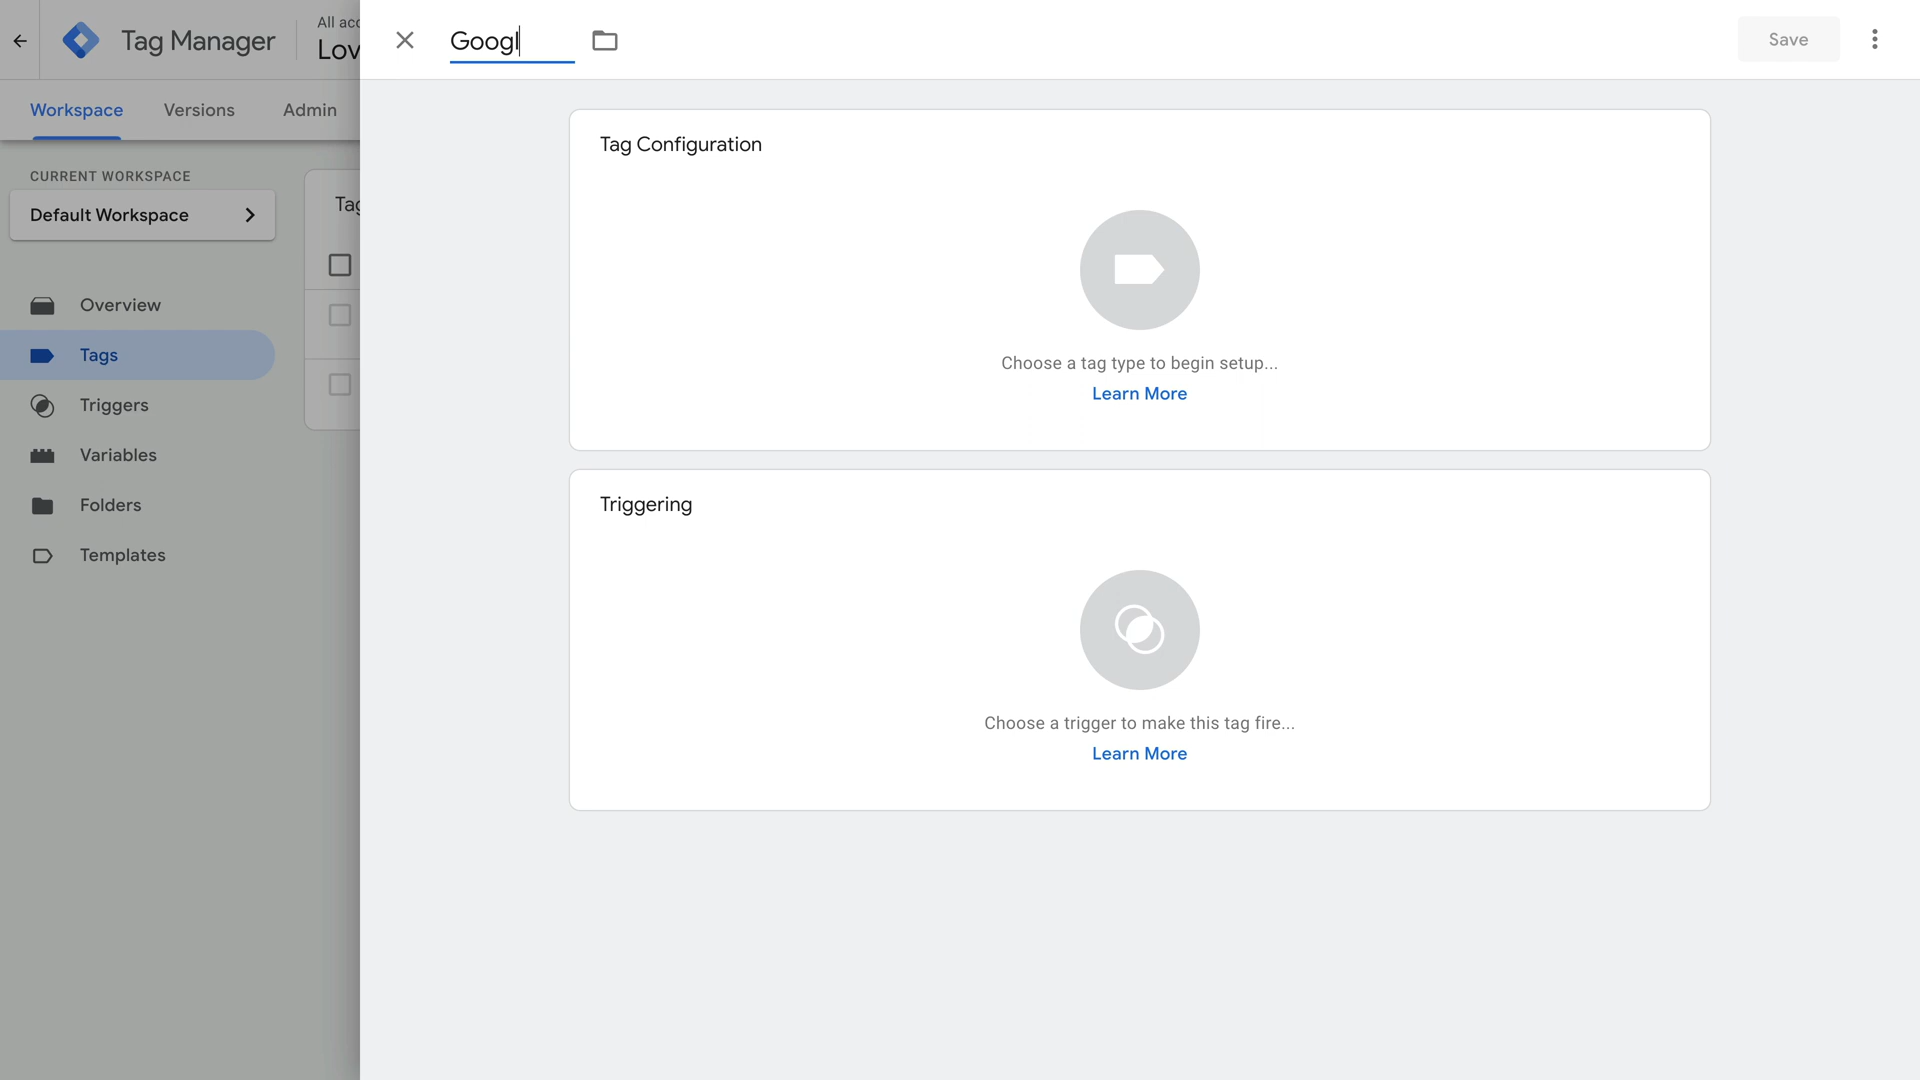 Tag Manager
All acc
Lov
Googl
Save
Workspace
Versions
Admin
CURRENT WORKSPACE
Default Workspace
Tag
Overview
Tags
Triggers
Variables
Folders
Templates
Tag Configuration
Choose a tag type to begin setup...
Learn More
Triggering
Choose a trigger to make this tag fire...
Learn More